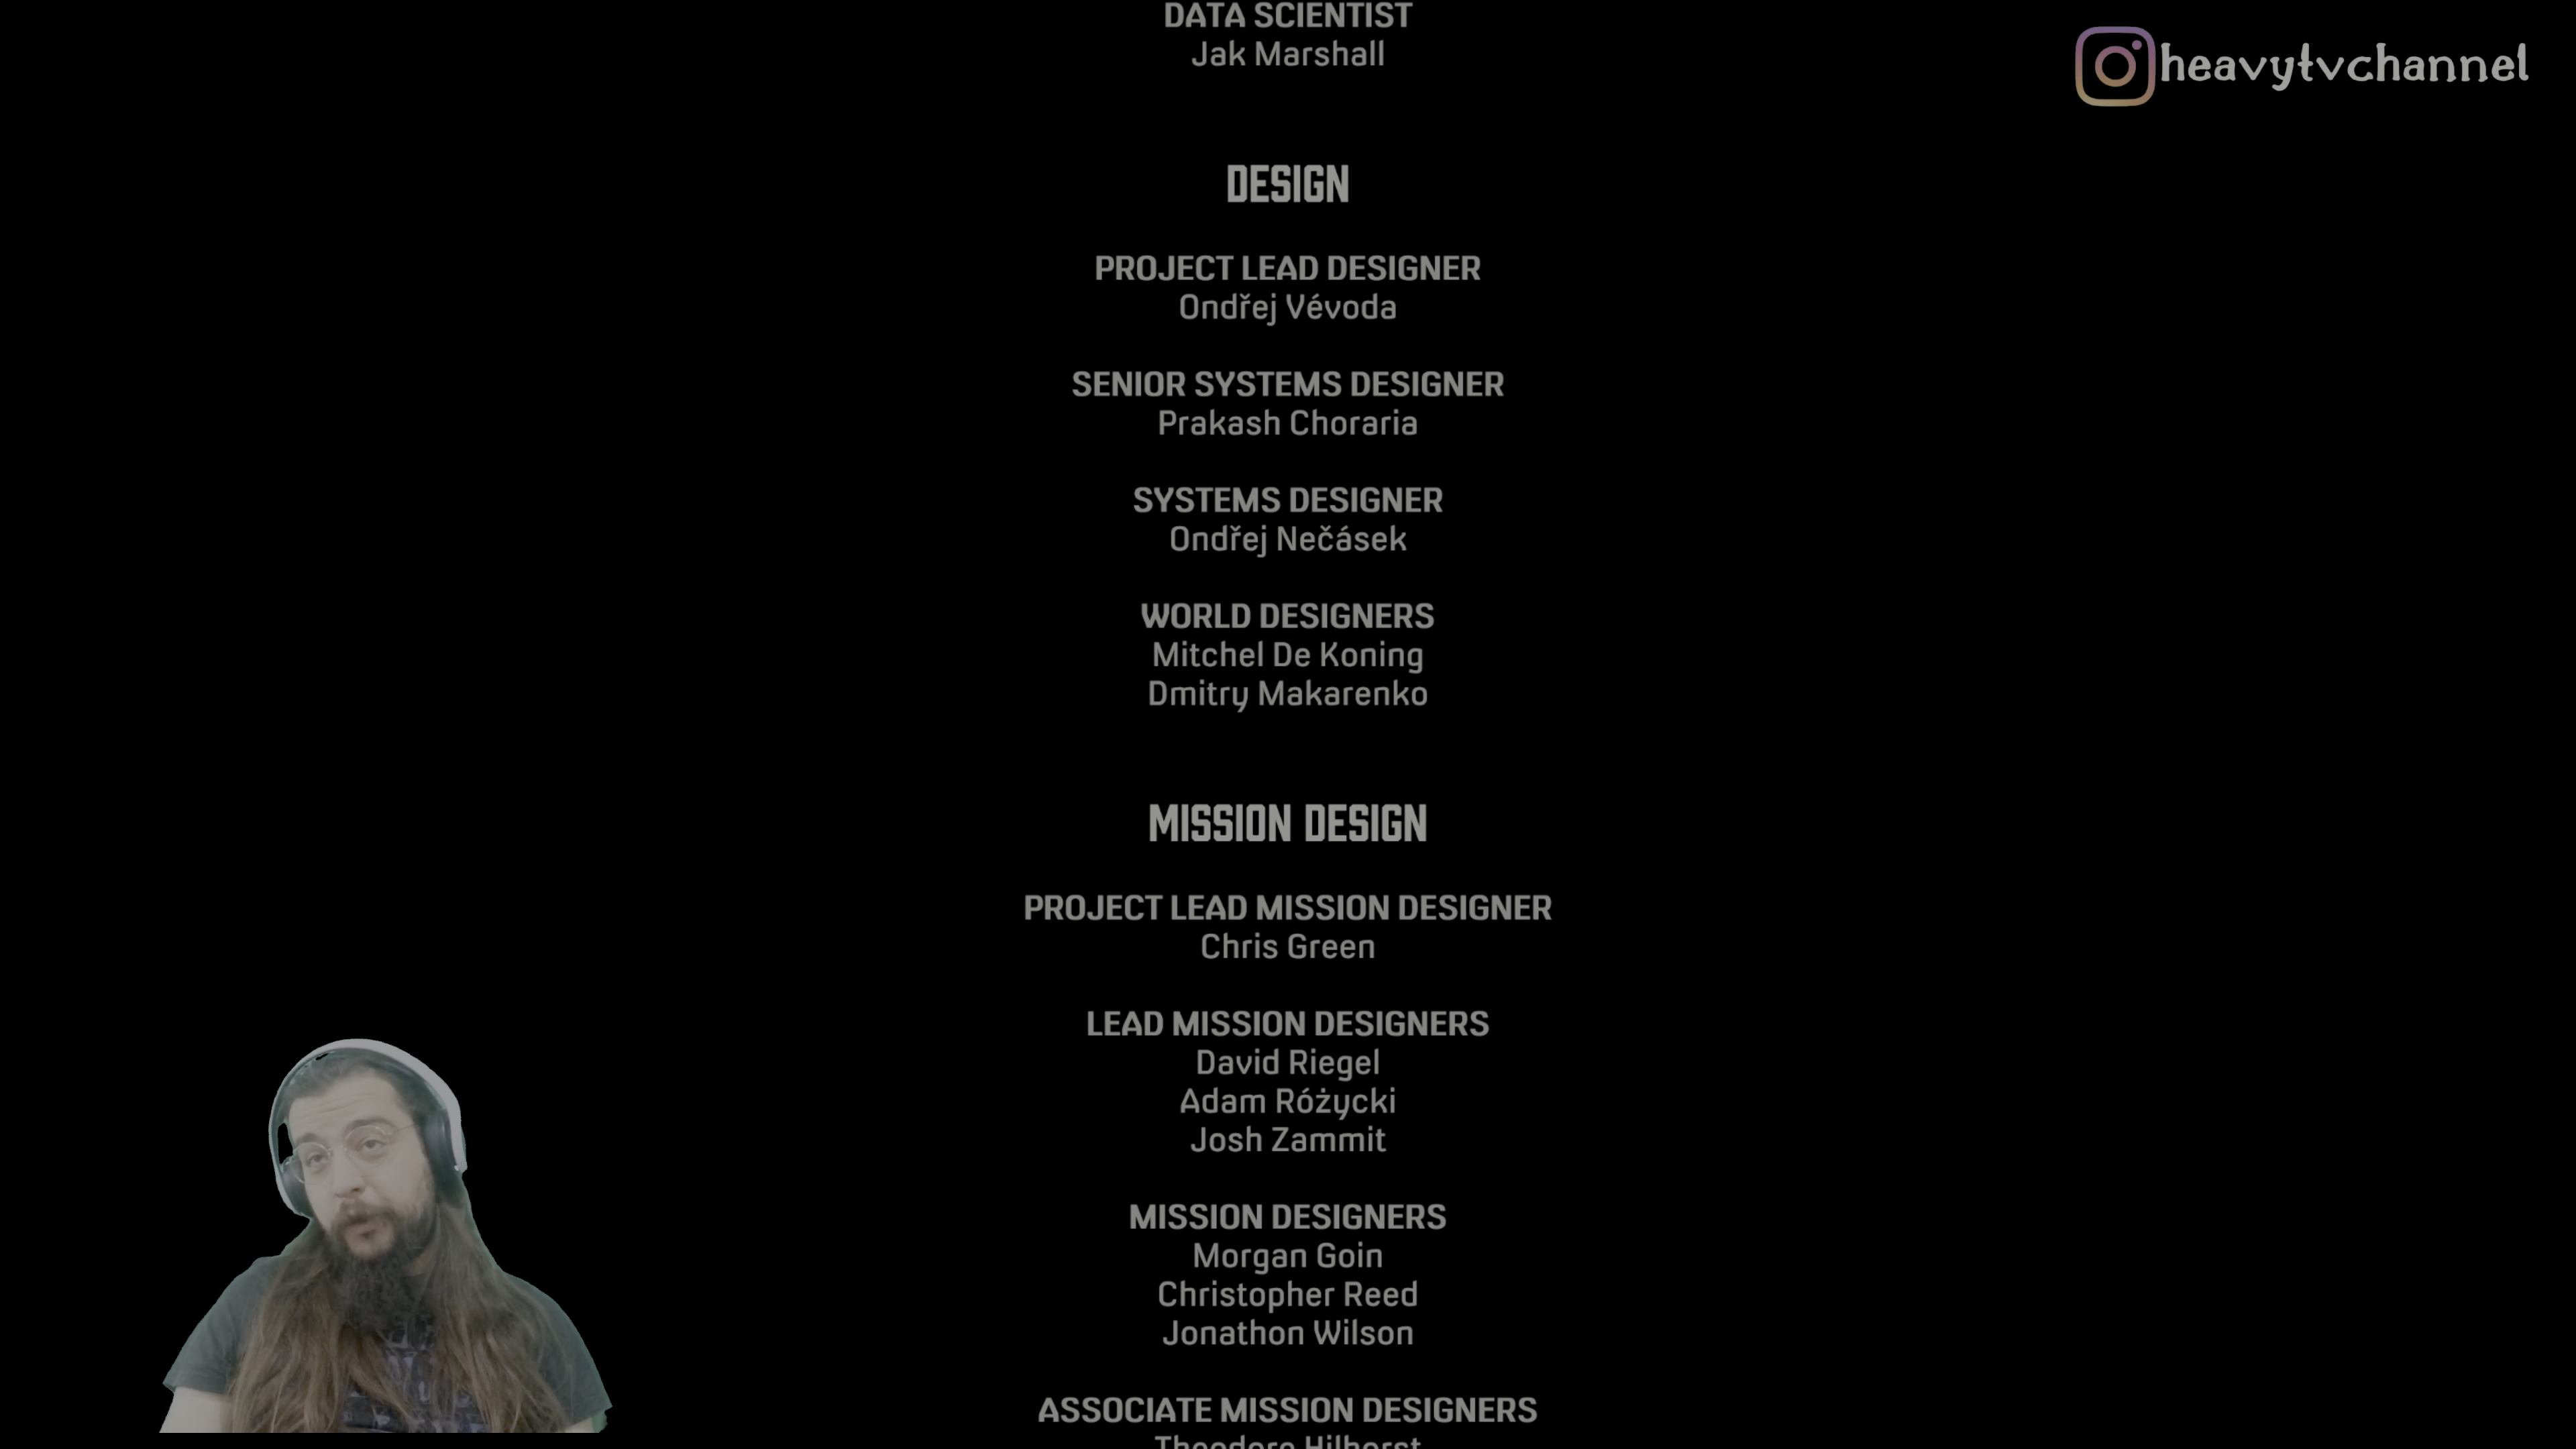 DATA SCIENTIST
Jak Marshall
heavytvchannel
DESIGN
PROJECT LEAD DESIGNER
Ondřej Vévoda
SENIOR SYSTEMS DESIGNER
Prakash Choraria
SYSTEMS DESIGNER
Ondřej Nečásek
WORLD DESIGNERS
Mitchel De Koning
Dmitry Makarenko
MISSION DESIGN
PROJECT LEAD MISSION DESIGNER
Chris Green
LEAD MISSION DESIGNERS
David Riegel
Adam Różycki
Josh Zammit
MISSION DESIGNERS
Morgan Goin
Christopher Reed
Jonathon Wilson
ASSOCIATE MISSION DESIGNERS